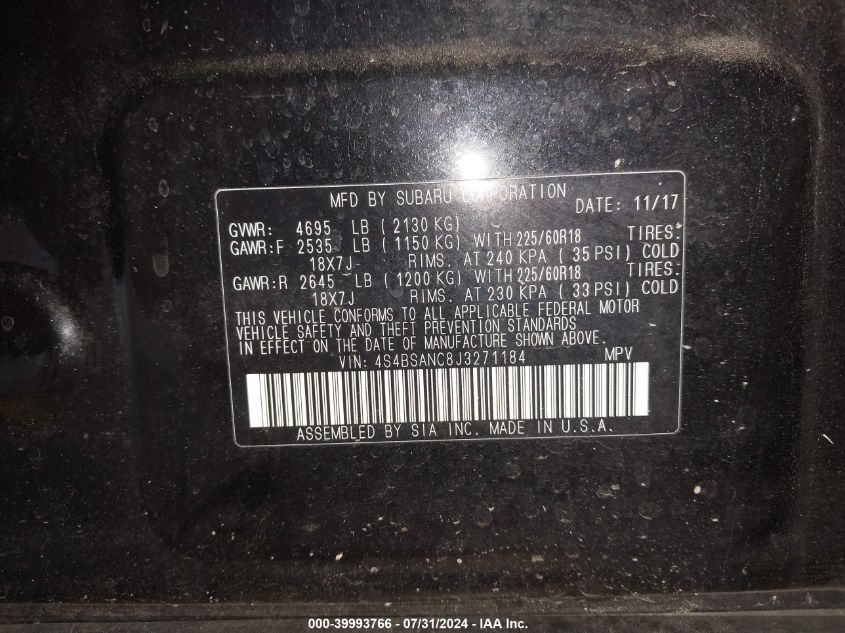 MFD BY SUBARU CORPORATION DATE: 11/17
GVWR: 4695 LB ( 2130 KG)
GAWR:F 2535 LB ( 1150 KG) WITH 225/60R18 TIRES.
18X7J RIMS. AT 240 KPA ( 35 PSI) COLD
GAWR:R 2645 LB ( 1200 KG) WITH 225/60R18 TIRES.
18X7J RIMS. AT 230 KPA ( 33 PSI) COLD
THIS VEHICLE CONFORMS TO ALL APPLICABLE FEDERAL MOTOR
VEHICLE SAFETY AND THEFT PREVENTION STANDARDS
IN EFFECT ON THE DATE OF MANUFACTURE SHOWN ABOVE.
VIN: 4S4BSANC8J3271184 MPV
ASSEMBLED BY SIA INC. MADE IN U.S.A.
000-39993766 - 07/31/2024 - IAA Inc.